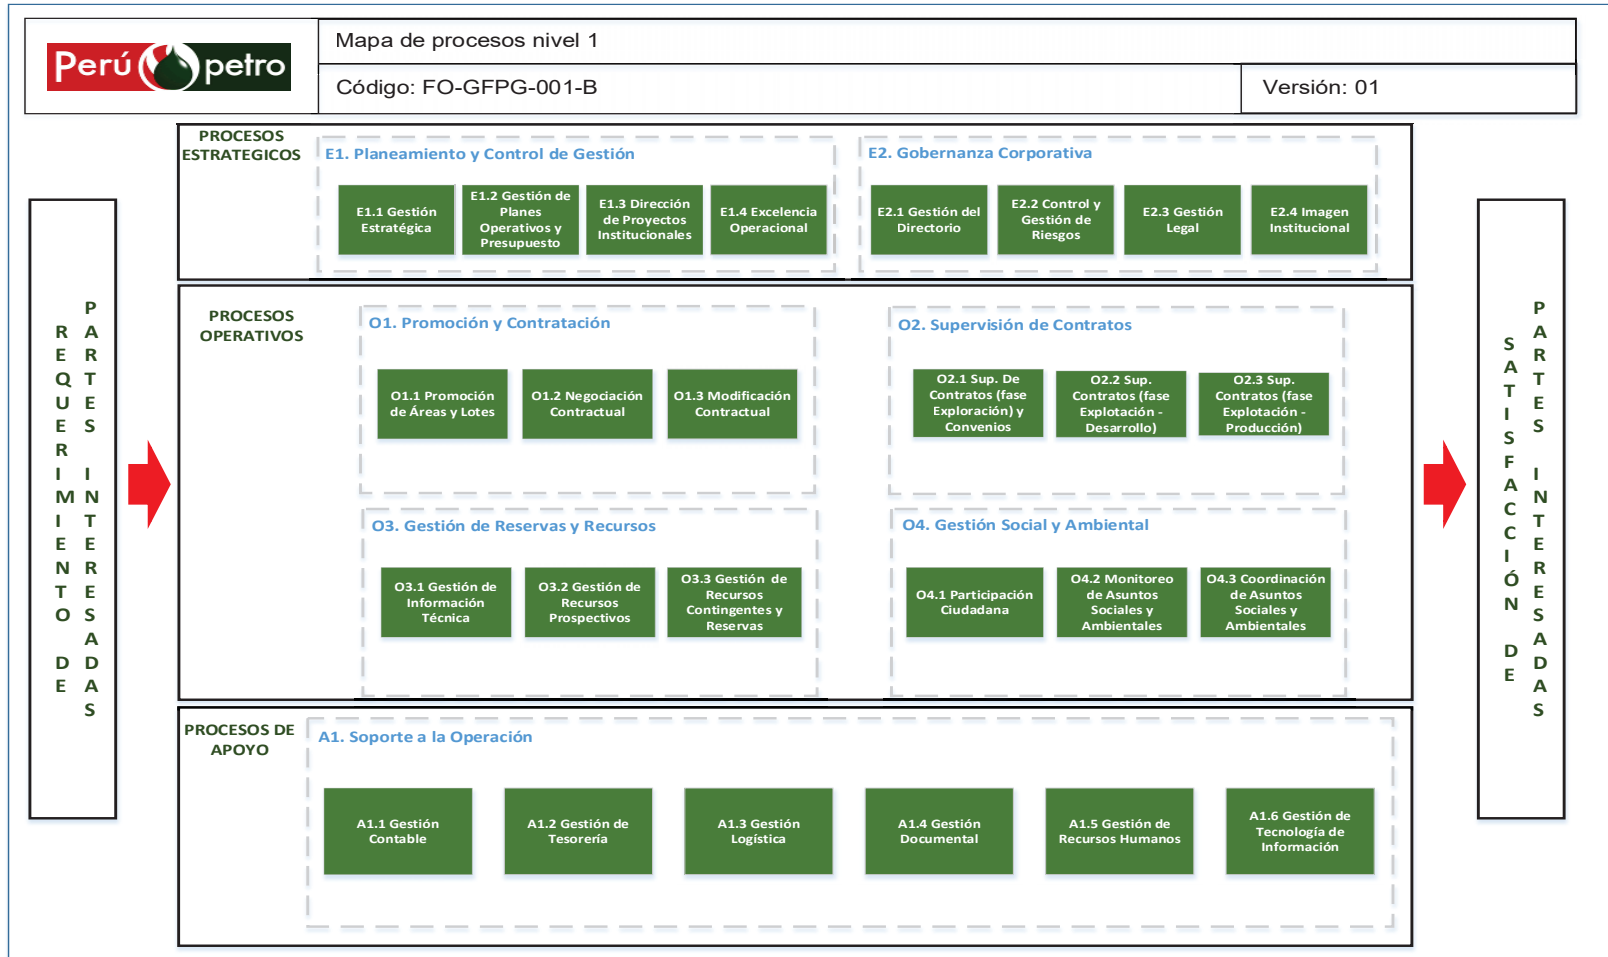 Perú petro
Mapa de procesos nivel 1
Código: FO-GFPG-001-B
Versión: 01
REQUERIMIENTO DE
PARTES INTERESADAS
PROCESOS
ESTRATEGICOS
E1. Planeamiento y Control de Gestión
E1.1 Gestión
Estratégica
E1.2 Gestión de
Planes
Operativos y
Presupuesto
E1.3 Dirección
de Proyectos
Institucionales
E1.4 Excelencia
Operacional
E2. Gobernanza Corporativa
E2.1 Gestión del
Directorio
E2.2 Control y
Gestión de
Riesgos
E2.3 Gestión
Legal
E2.4 Imagen
Institucional
PROCESOS
OPERATIVOS
O1. Promoción y Contratación
O1.1 Promoción
de Áreas y Lotes
O1.2 Negociación
Contractual
O1.3 Modificación
Contractual
O2. Supervisión de Contratos
O2.1 Sup. De
Contratos (fase
Exploración) y
Convenios
O2.2 Sup.
Contratos (fase
Explotación -
Desarrollo)
O2.3 Sup.
Contratos (fase
Explotación -
Producción)
O3. Gestión de Reservas y Recursos
O3.1 Gestión de
Información
Técnica
O3.2 Gestión de
Recursos
Prospectivos
O3.3 Gestión de
Recursos
Contingentes y
Reservas
O4. Gestión Social y Ambiental
O4.1 Participación
Ciudadana
O4.2 Monitoreo
de Asuntos
Sociales y
Ambientales
O4.3 Coordinación
de Asuntos
Sociales y
Ambientales
PROCESOS DE
APOYO
A1. Soporte a la Operación
A1.1 Gestión
Contable
A1.2 Gestión de
Tesorería
A1.3 Gestión
Logística
A1.4 Gestión
Documental
A1.5 Gestión de
Recursos Humanos
A1.6 Gestión de
Tecnología de
Información
SATISFACCIÓN DE
PARTES INTERESADAS